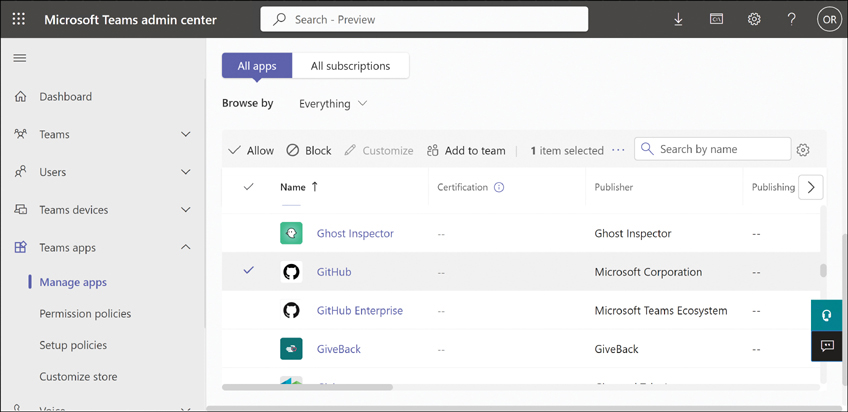 Microsoft Teams admin center
Search - Preview
OR
All apps
All subscriptions
Browse by
Everything
Dashboard
Teams
Users
Teams devices
Teams apps
Manage apps
Permission policies
Setup policies
Customize store
Voice
Allow
Block
Customize
Add to team
1 item selected
Search by name
Name ↑
Certification
Publisher
Publishing
Ghost Inspector
--
Ghost Inspector
--
GitHub
--
Microsoft Corporation
--
GitHub Enterprise
--
Microsoft Teams Ecosystem
--
GiveBack
--
GiveBack
--